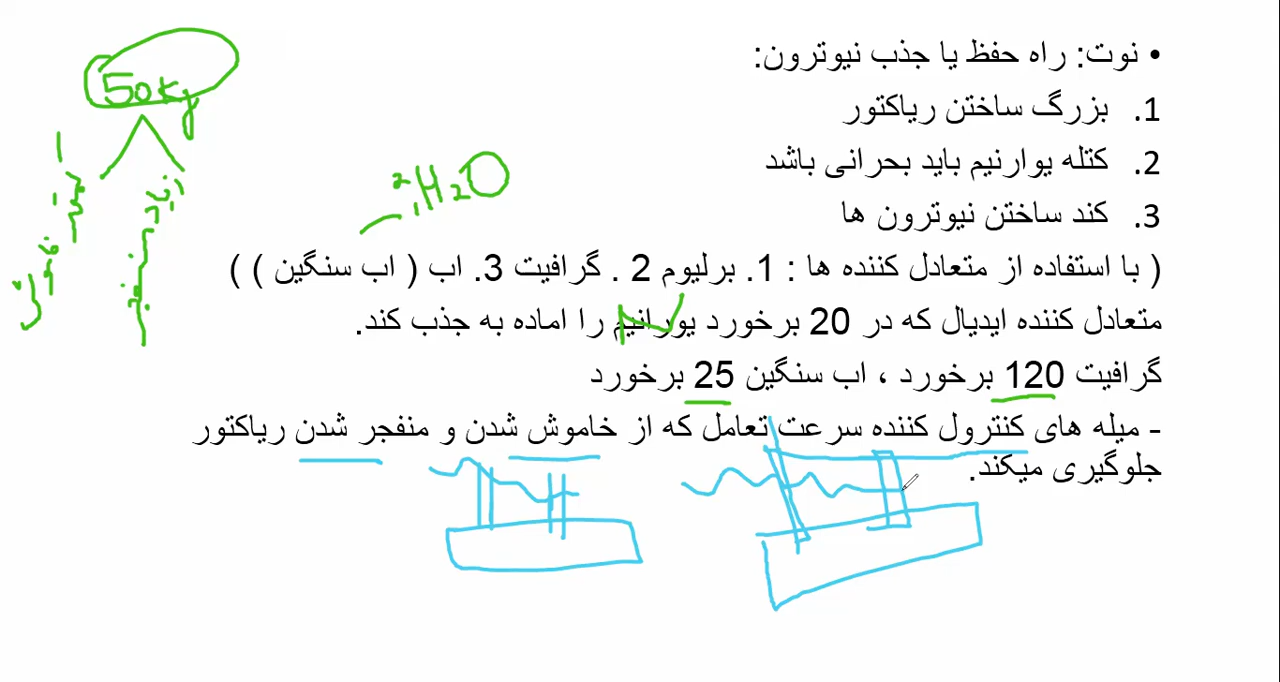 • نوت: راه حفظ یا جذب نیوترون:
1. بزرگ ساختن ریاکتور
2. کتله یوارنیم باید بحرانی باشد
3. کند ساختن نیوترون ها
( با استفاده از متعادل کننده ها : 1. برلیوم 2 . گرافیت 3. اب ( اب سنگین ) )
متعادل کننده ایدیال که در 20 برخورد یورانیم را اماده به جذب کند.
گرافیت 120 برخورد ، اب سنگین 25 برخورد
- میله های کنترول کننده سرعت تعامل که از خاموش شدن و منفجر شدن ریاکتور
جلوگیری میکند.
50 kg
²₁H₂O